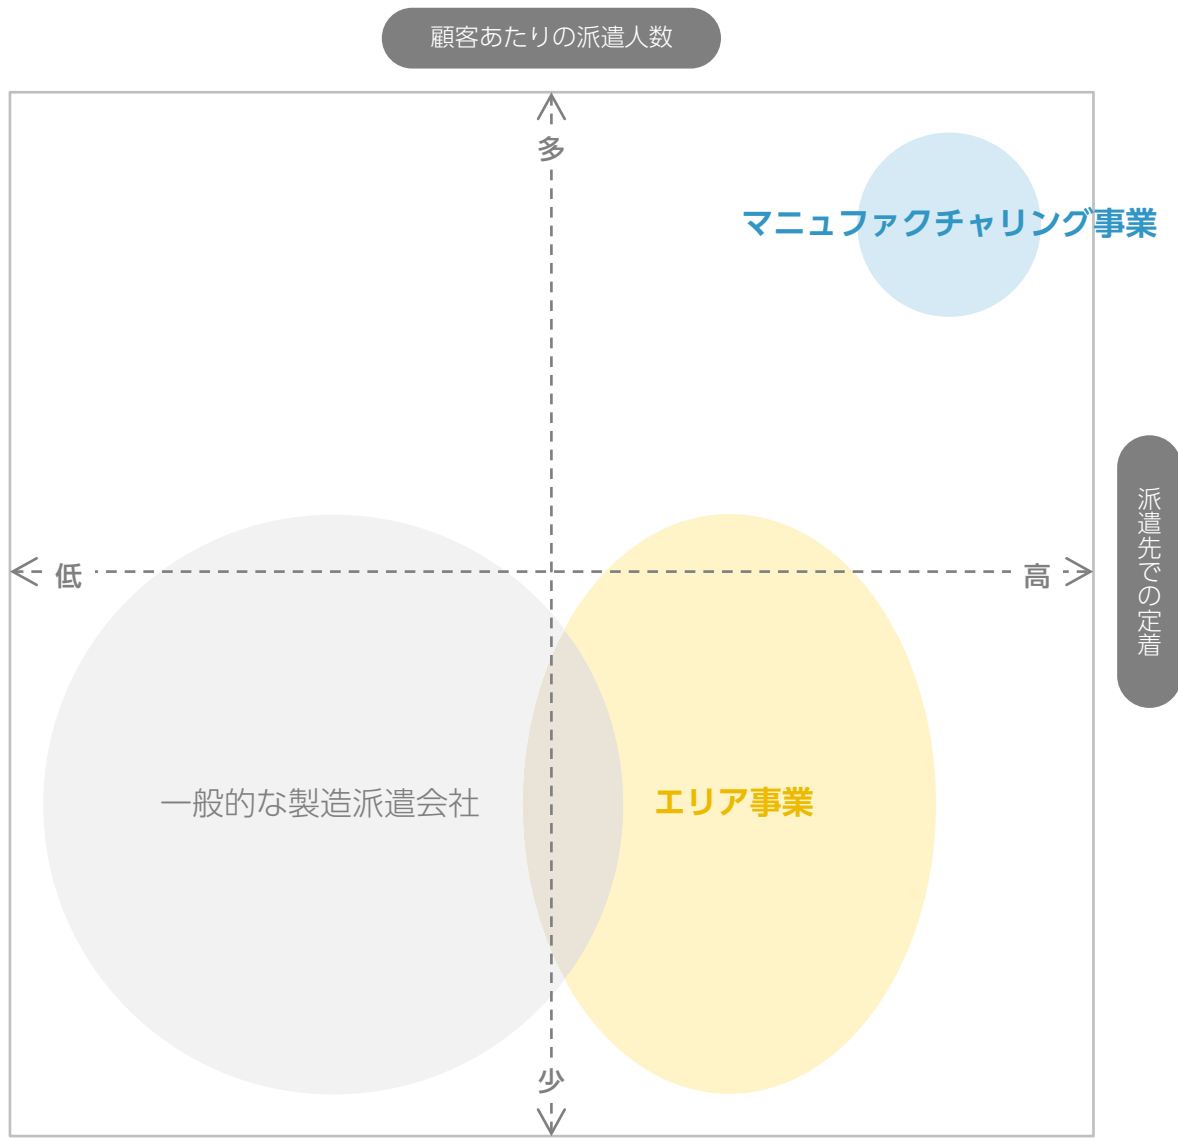 顧客あたりの派遣人数
多
マニュファクチャリング事業
低
高
派遣先での定着
一般的な製造派遣会社
エリア事業
少